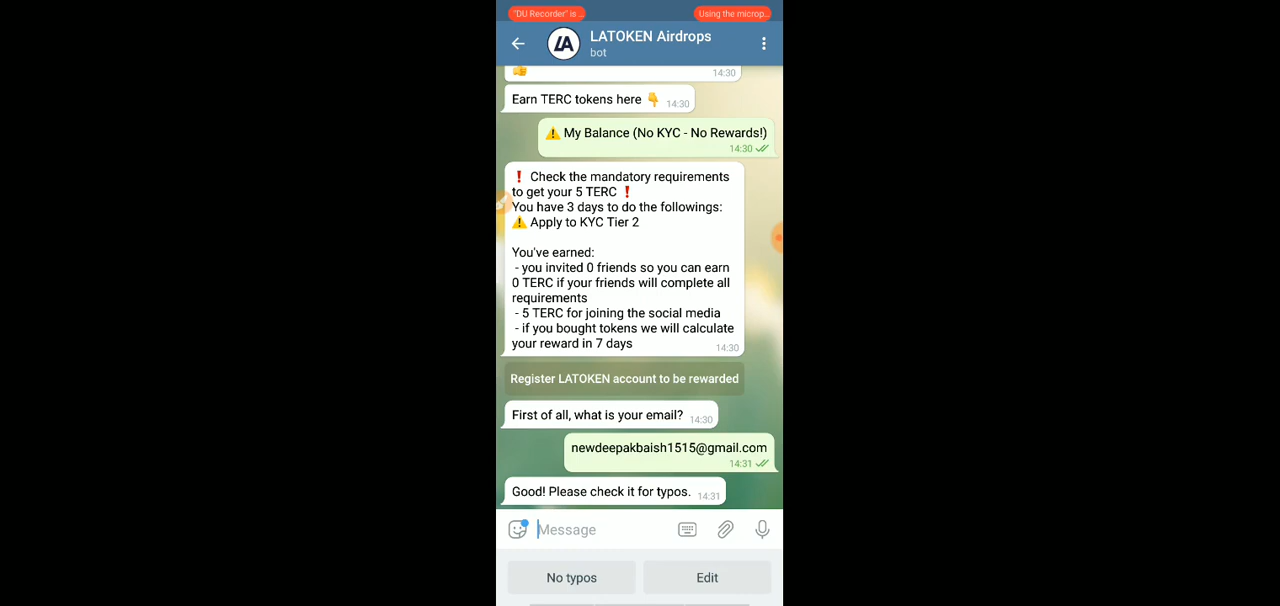 "DU Recorder" is ...
Using the microp...
LATOKEN Airdrops
bot
14:30
Earn TERC tokens here 👇 14:30
⚠️ My Balance (No KYC - No Rewards!)
14:30
❗ Check the mandatory requirements
to get your 5 TERC ❗
You have 3 days to do the followings:
⚠️ Apply to KYC Tier 2
You've earned:
- you invited 0 friends so you can earn
0 TERC if your friends will complete all
requirements
- 5 TERC for joining the social media
- if you bought tokens we will calculate
your reward in 7 days 14:30
Register LATOKEN account to be rewarded
First of all, what is your email? 14:30
newdeepakbaish1515@gmail.com
14:31
Good! Please check it for typos. 14:31
Message
No typos Edit